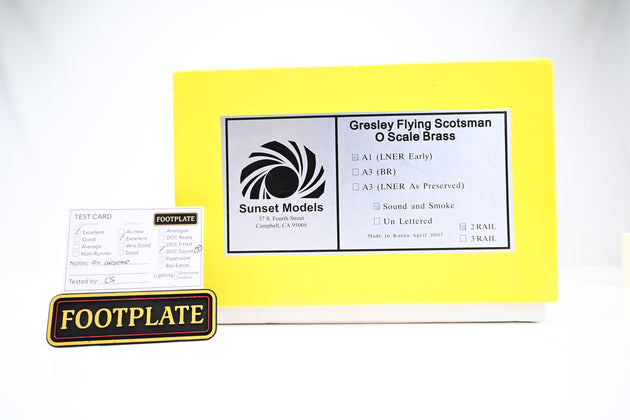 Gresley Flying Scotsman
O Scale Brass
A1 (LNER Early)
A3 (BR)
A3 (LNER As Preserved)
Sound and Smoke
Un Lettered
Made in Korea April 2007
2 RAIL
3 RAIL
Sunset Models
37 S. Fourth Street
Campbell, CA 95008
TEST CARD
FOOTPLATE
Excellent
Good
Average
Non-Runner
As-new
Excellent
Very Good
Good
Analogue
DCC Ready
DCC Fitted
DCC Sound
Paperwork
Box Extras
Notes:
Lighting:
Directional
Tested by: LS
FOOTPLATE